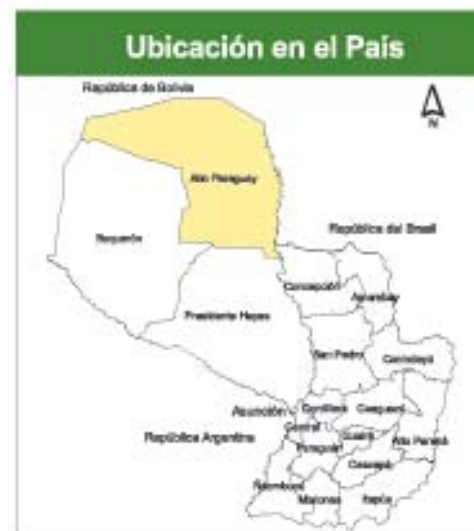 Ubicación en el País
República de Bolivia
N
Alto Paraguay
República del Brasil
Boquerón
Concepción
Amambay
Presidente Hayes
San Pedro
Canindeyú
Asunción
Cordillera
Caaguazú
Central
República Argentina
Guairá
Alto Paraná
Paraguarí
Caazapá
Ñeembucú
Misiones
Itapúa